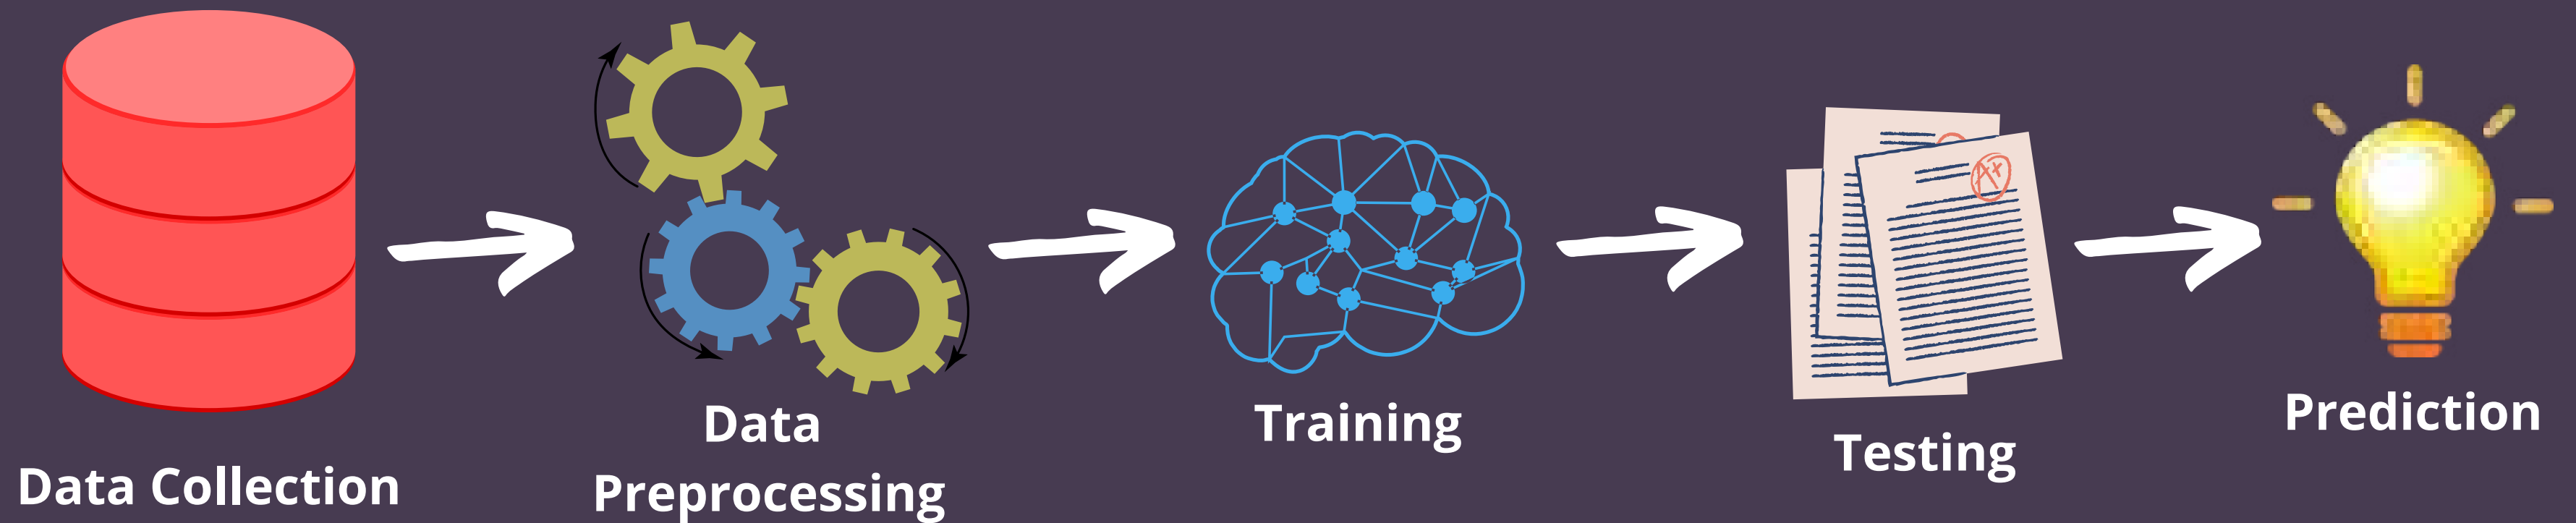 Data Collection
Data
Preprocessing
Training
A+
Testing
Prediction